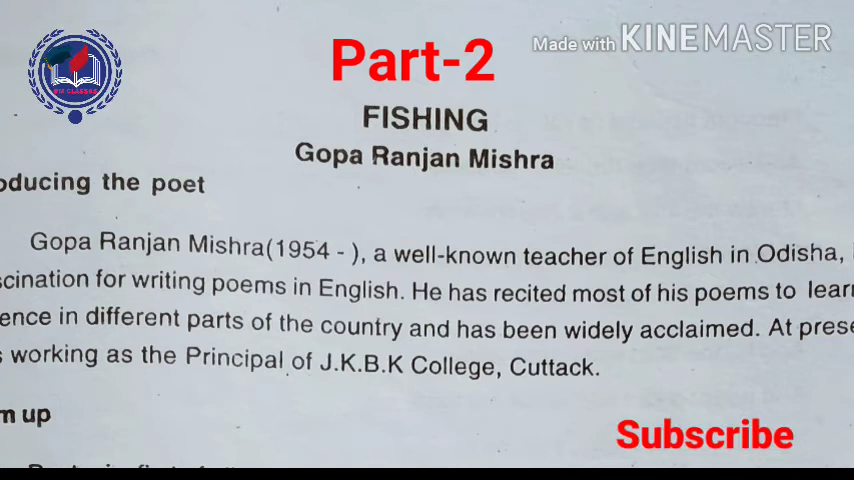 Part-2
Made with KINEMASTER
FISHING
Gopa Ranjan Mishra
oducing the poet
Gopa Ranjan Mishra(1954 - ), a well-known teacher of English in Odisha,
scination for writing poems in English. He has recited most of his poems to lear
ence in different parts of the country and has been widely acclaimed. At prese
s working as the Principal of J.K.B.K College, Cuttack.
m up
Subscribe